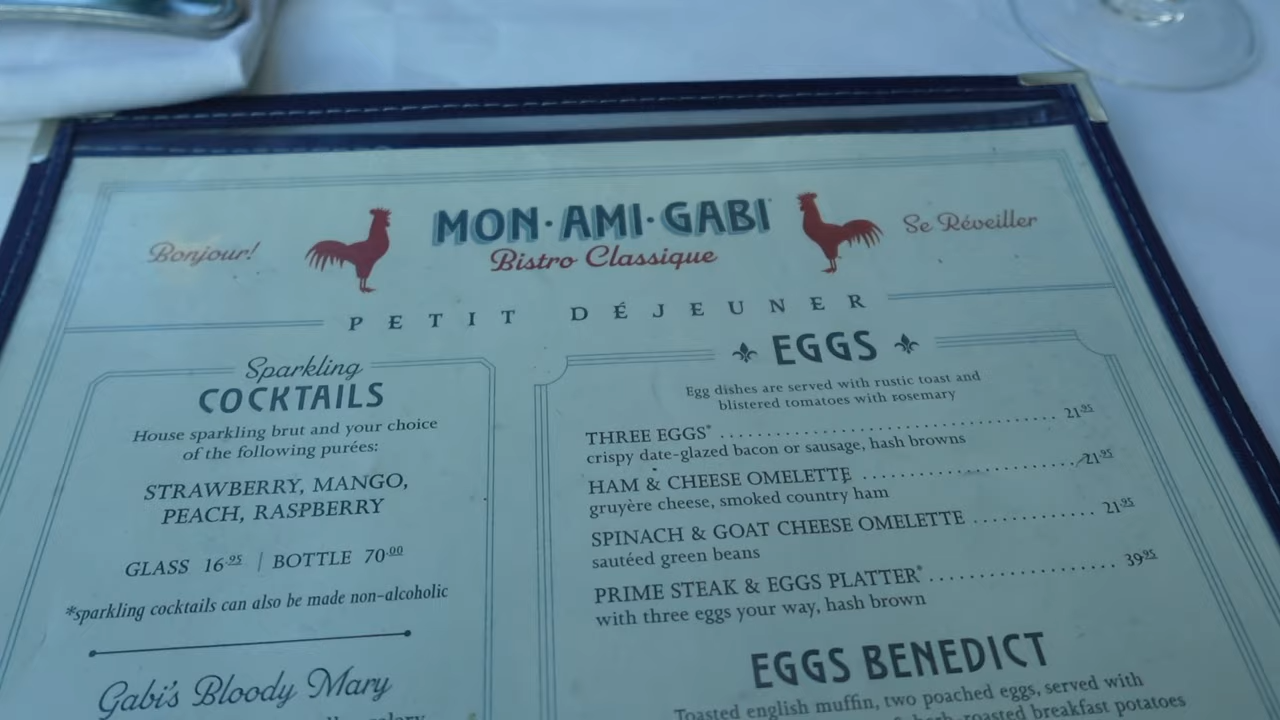 Bonjour!
MON·AMI·GABI
Bistro Classique
Se Réveiller
PETIT DÉJEUNER
Sparkling
COCKTAILS
House sparkling brut and your choice
of the following purées:
STRAWBERRY, MANGO,
PEACH, RASPBERRY
GLASS 16.95 | BOTTLE 70.00
*sparkling cocktails can also be made non-alcoholic
Gabi's Bloody Mary
EGGS
Egg dishes are served with rustic toast and
blistered tomatoes with rosemary
THREE EGGS* 21.95
crispy date-glazed bacon or sausage, hash browns
HAM & CHEESE OMELETTE 21.95
gruyère cheese, smoked country ham
SPINACH & GOAT CHEESE OMELETTE 21.95
sautéed green beans
PRIME STEAK & EGGS PLATTER* 39.95
with three eggs your way, hash brown
EGGS BENEDICT
Toasted english muffin, two poached eggs, served with
herb roasted breakfast potatoes